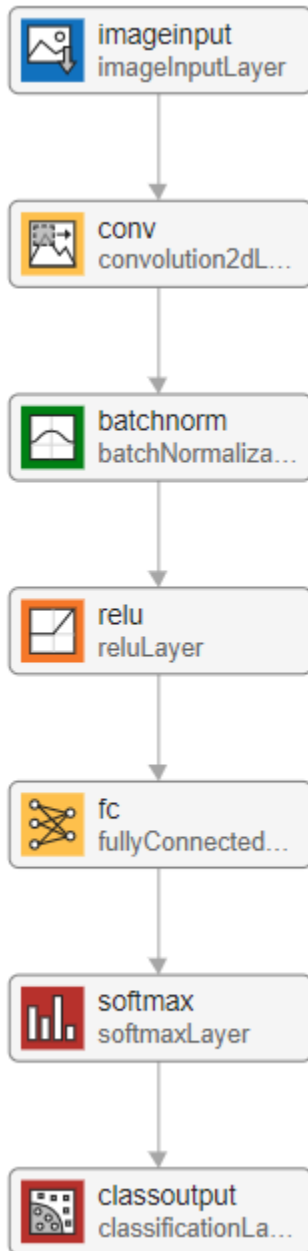 imageinput
imageInputLayer
conv
convolution2dL...
batchnorm
batchNormaliza...
relu
reluLayer
fc
fullyConnected...
softmax
softmaxLayer
classoutput
classificationLa...